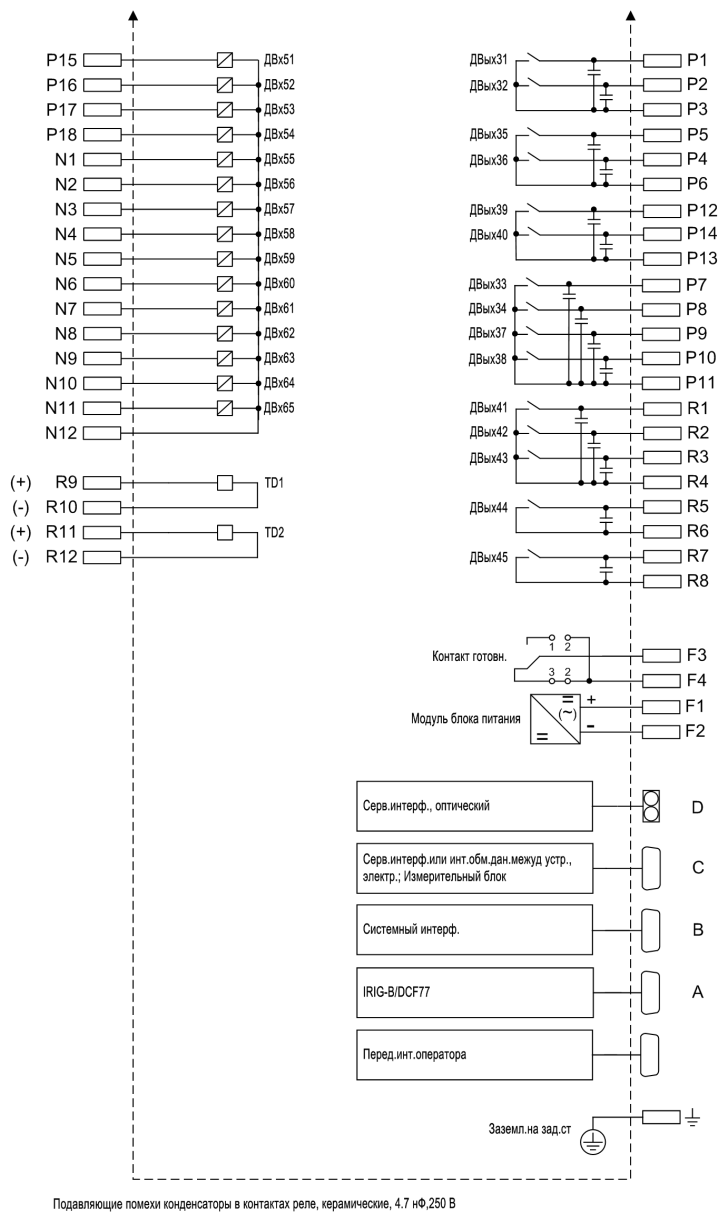 P15 ДВх51 ДВых31 P1
P16 ДВх52 ДВых32 P2
P17 ДВх53 P3
P18 ДВх54 ДВых35 P5
N1 ДВх55 ДВых36 P4
N2 ДВх56 P6
N3 ДВх57 ДВых39 P12
N4 ДВх58 ДВых40 P14
N5 ДВх59 P13
N6 ДВх60 ДВых33 P7
N7 ДВх61 ДВых34 P8
N8 ДВх62 ДВых37 P9
N9 ДВх63 ДВых38 P10
N10 ДВх64 P11
N11 ДВх65 ДВых41 R1
N12 ДВых42 R2
ДВых43 R3
(+) R9 TD1 R4
(-) R10 ДВых44 R5
(+) R11 TD2 R6
(-) R12 ДВых45 R7
R8
1 2
Контакт готовн. F3
3 2 F4
+ F1
Модуль блока питания = (~) =
- F2
Серв.интерф., оптический D
Серв.интерф.или инт.обм.дан.межуд устр.,
электр.; Измерительный блок C
Системный интерф. B
IRIG-B/DCF77 A
Перед.инт.оператора
Заземл.на зад.ст
Подавляющие помехи конденсаторы в контактах реле, керамические, 4.7 нФ,250 В